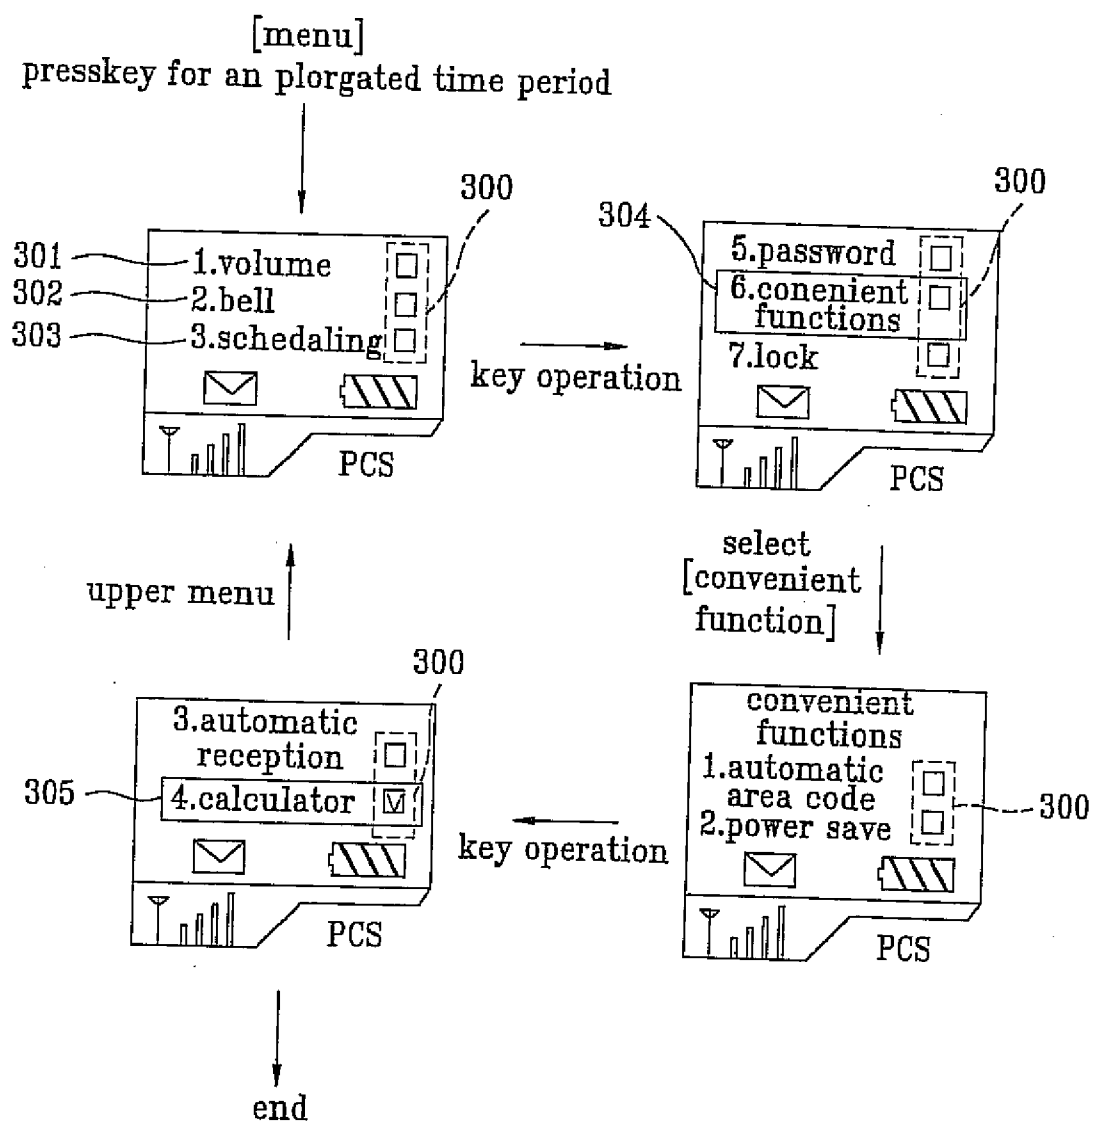 [menu]
presskey for an plorgated time period
300
301
1.volume
302
2.bell
303
3.schedaling
PCS
key operation
300
304
5.password
6.conenient
functions
7.lock
PCS
select
[convenient
function]
convenient
functions
1.automatic
area code
2.power save
300
PCS
key operation
upper menu
300
3.automatic
reception
305
4.calculator
PCS
end